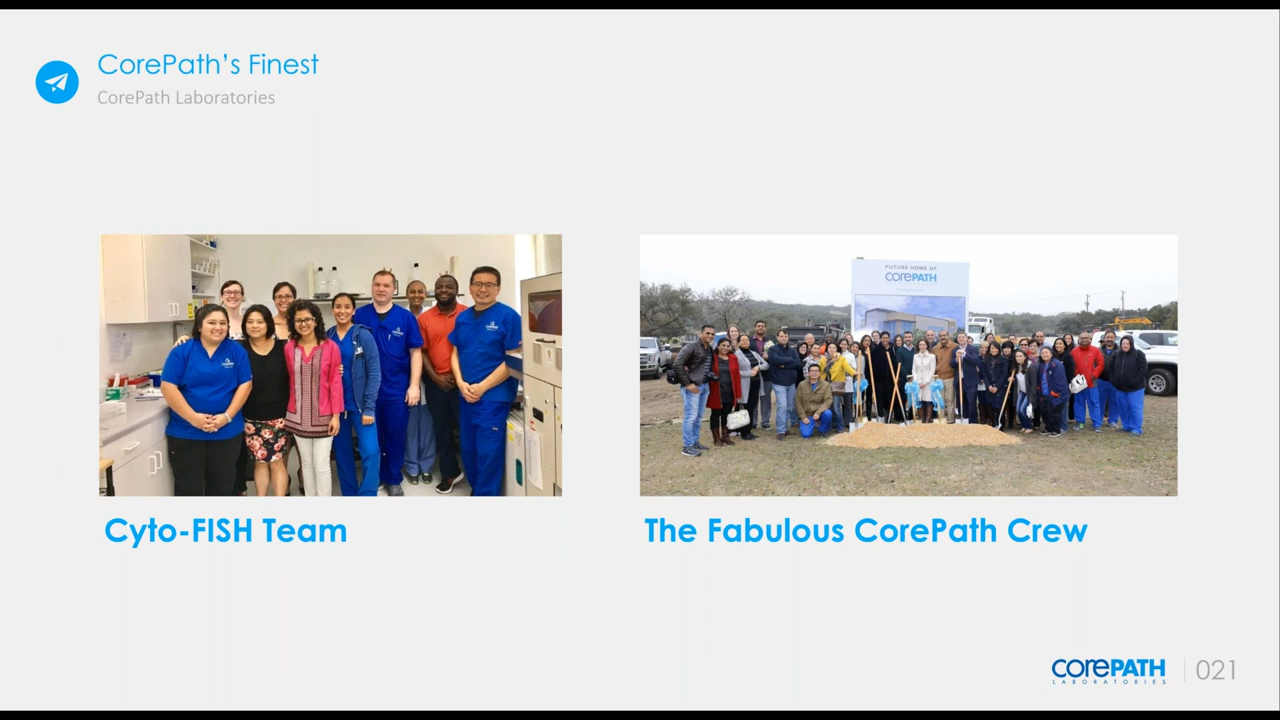 CorePath's Finest
CorePath Laboratories
FUTURE HOME OF
corePATH
Cyto-FISH Team
The Fabulous CorePath Crew
corePATH
LABORATORIES
021